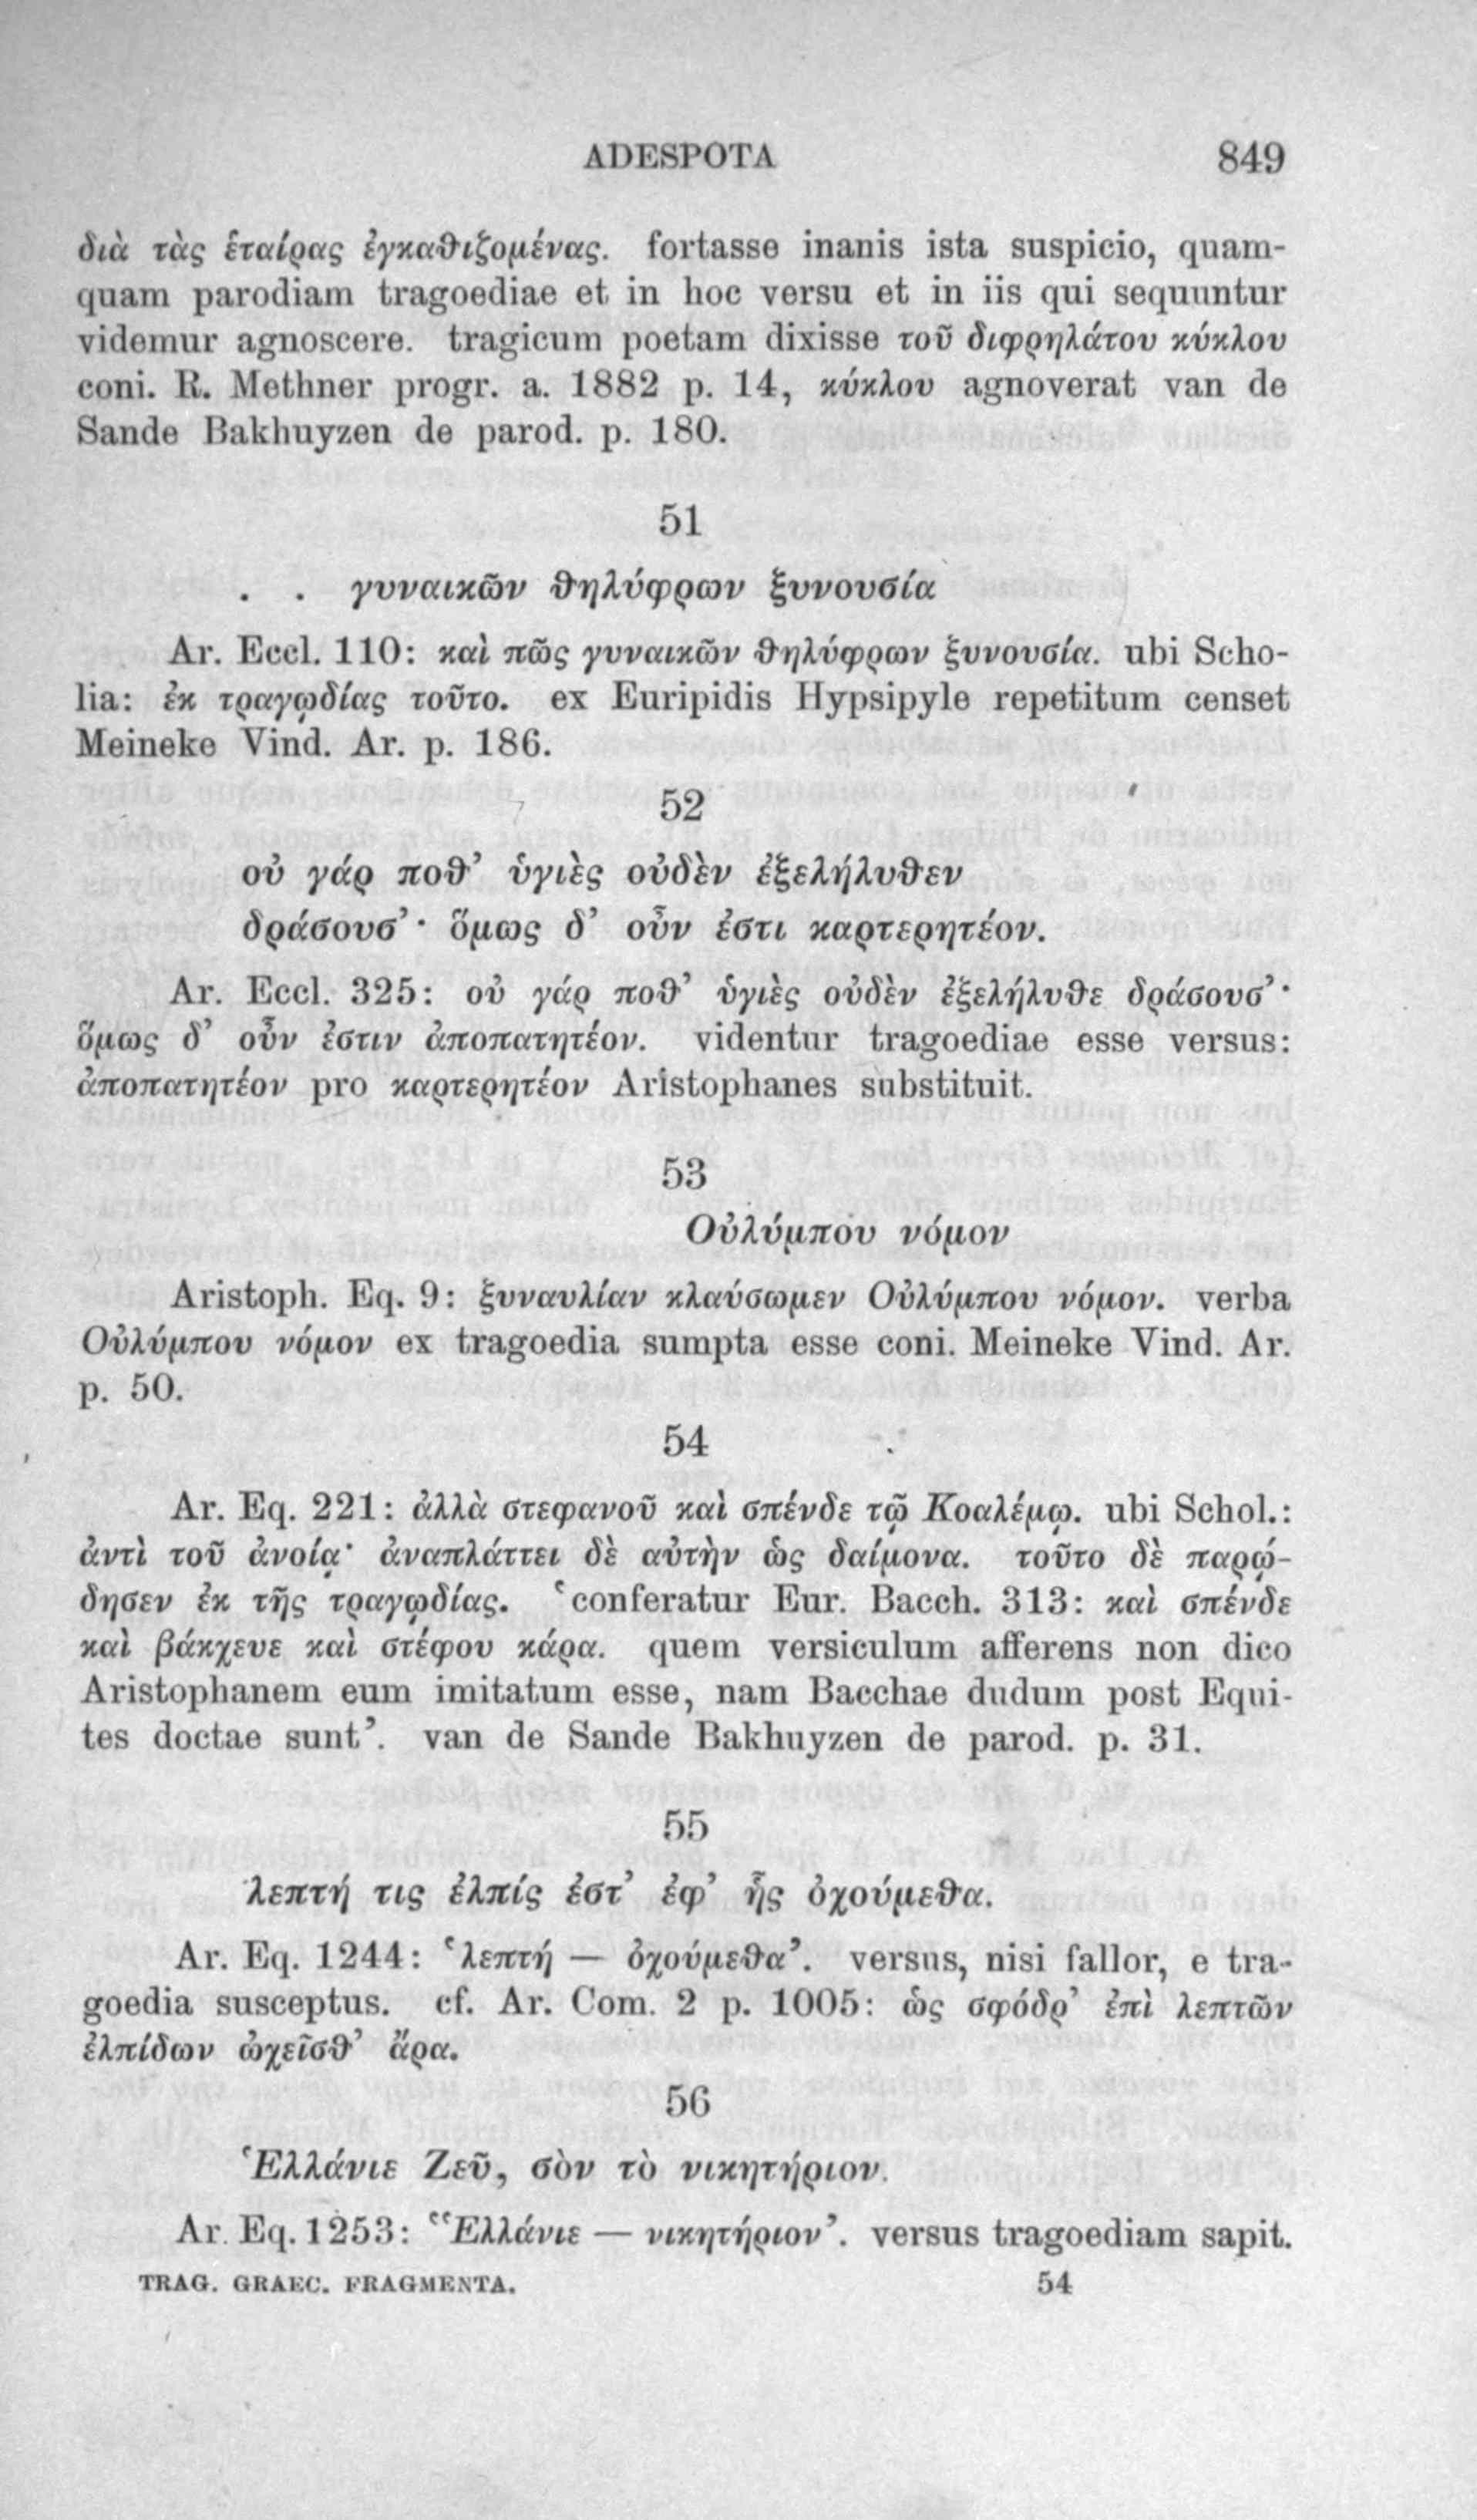 ADESPOTA 849
διὰ τὰς ἑταίρας ἐγκαθιζομένας. fortasse inanis ista suspicio, quam-
quam parodiam tragoediae et in hoc versu et in iis qui sequuntur
videmur agnoscere. tragicum poetam dixisse τοῦ διφρηλάτου κύκλου
coni. R. Methner progr. a. 1882 p. 14, κύκλου agnoverat van de
Sande Bakhuyzen de parod. p. 180.
51
. . γυναικῶν θηλύφρων ξυνουσία
Ar. Eccl. 110: καὶ πῶς γυναικῶν θηλύφρων ξυνουσία. ubi Scho-
lia: ἐκ τραγῳδίας τοῦτο. ex Euripidis Hypsipyle repetitum censet
Meineke Vind. Ar. p. 186.
52
οὐ γάρ ποθ’ ὑγιὲς οὐδὲν ἐξελήλυθεν
δράσουσ’· ὅμως δ’ οὖν ἐστι καρτερητέον.
Ar. Eccl. 325: οὐ γάρ ποθ’ ὑγιὲς οὐδὲν ἐξελήλυθε δράσουσ’·
ὅμως δ’ οὖν ἐστιν ἀποπατητέον. videntur tragoediae esse versus:
ἀποπατητέον pro καρτερητέον Aristophanes substituit.
53
Οὐλύμπου νόμον
Aristoph. Eq. 9: ξυναυλίαν κλαύσωμεν Οὐλύμπου νόμον. verba
Οὐλύμπου νόμον ex tragoedia sumpta esse coni. Meineke Vind. Ar.
p. 50.
54
Ar. Eq. 221: ἀλλὰ στεφανοῦ καὶ σπένδε τῷ Κοαλέμῳ. ubi Schol.:
ἀντὶ τοῦ ἀνοίᾳ· ἀναπλάττει δὲ αὐτὴν ὡς δαίμονα. τοῦτο δὲ παρῴ-
δησεν ἐκ τῆς τραγῳδίας. ‘conferatur Eur. Bacch. 313: καὶ σπένδε
καὶ βάκχευε καὶ στέφου κάρα. quem versiculum afferens non dico
Aristophanem eum imitatum esse, nam Bacchae dudum post Equi-
tes doctae sunt’. van de Sande Bakhuyzen de parod. p. 31.
55
λεπτή τις ἐλπίς ἐστ’ ἐφ’ ἧς ὀχούμεθα.
Ar. Eq. 1244: ‘λεπτή — ὀχούμεθα’. versus, nisi fallor, e tra-
goedia susceptus. cf. Ar. Com. 2 p. 1005: ὡς σφόδρ’ ἐπὶ λεπτῶν
ἐλπίδων ὠχεῖσθ’ ἄρα.
56
Ἑλλάνιε Ζεῦ, σὸν τὸ νικητήριον.
Ar. Eq. 1253: ‘Ἑλλάνιε — νικητήριον’. versus tragoediam sapit.
TRAG. GRAEC. FRAGMENTA. 54